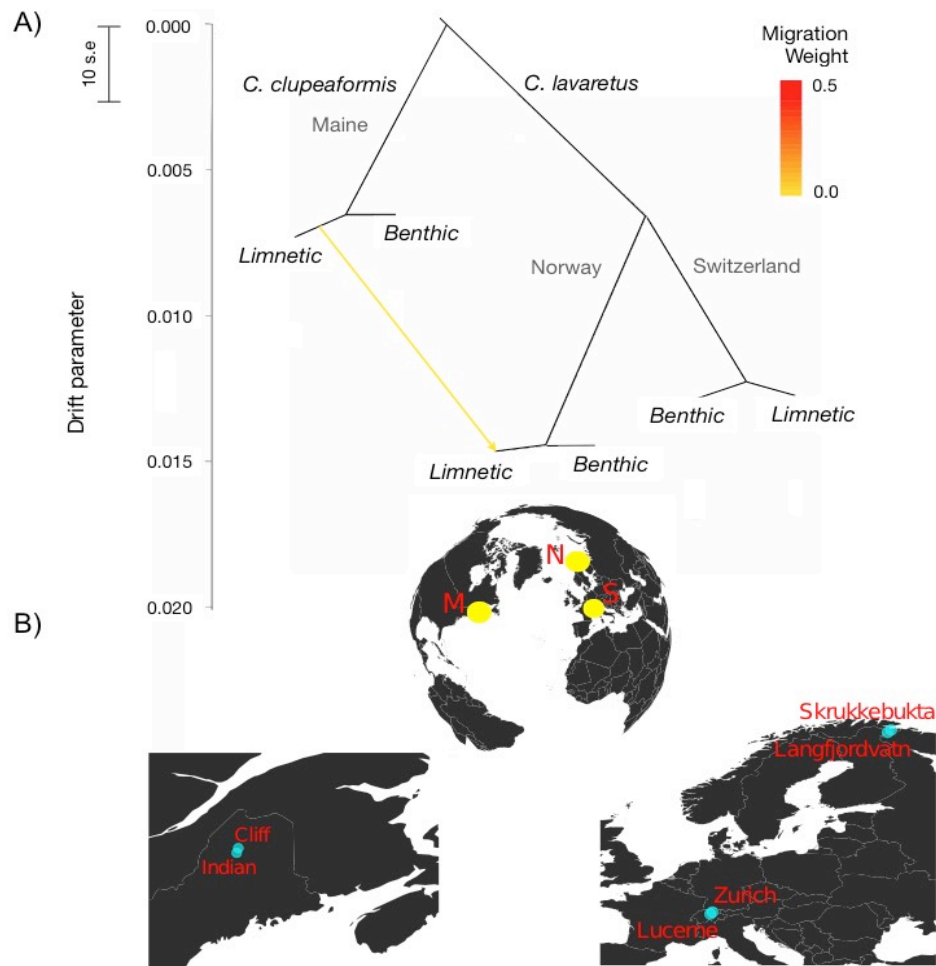 A)
10 s.e
0.000
0.005
0.010
0.015
0.020
Drift parameter
Migration
Weight
0.5
0.0
C. clupeaformis
C. lavaretus
Maine
Limnetic
Benthic
Norway
Switzerland
Benthic
Limnetic
Limnetic
Benthic
B)
M
N
S
Cliff
Indian
Skrukkebukta
Langfjordvatn
Zurich
Lucerne